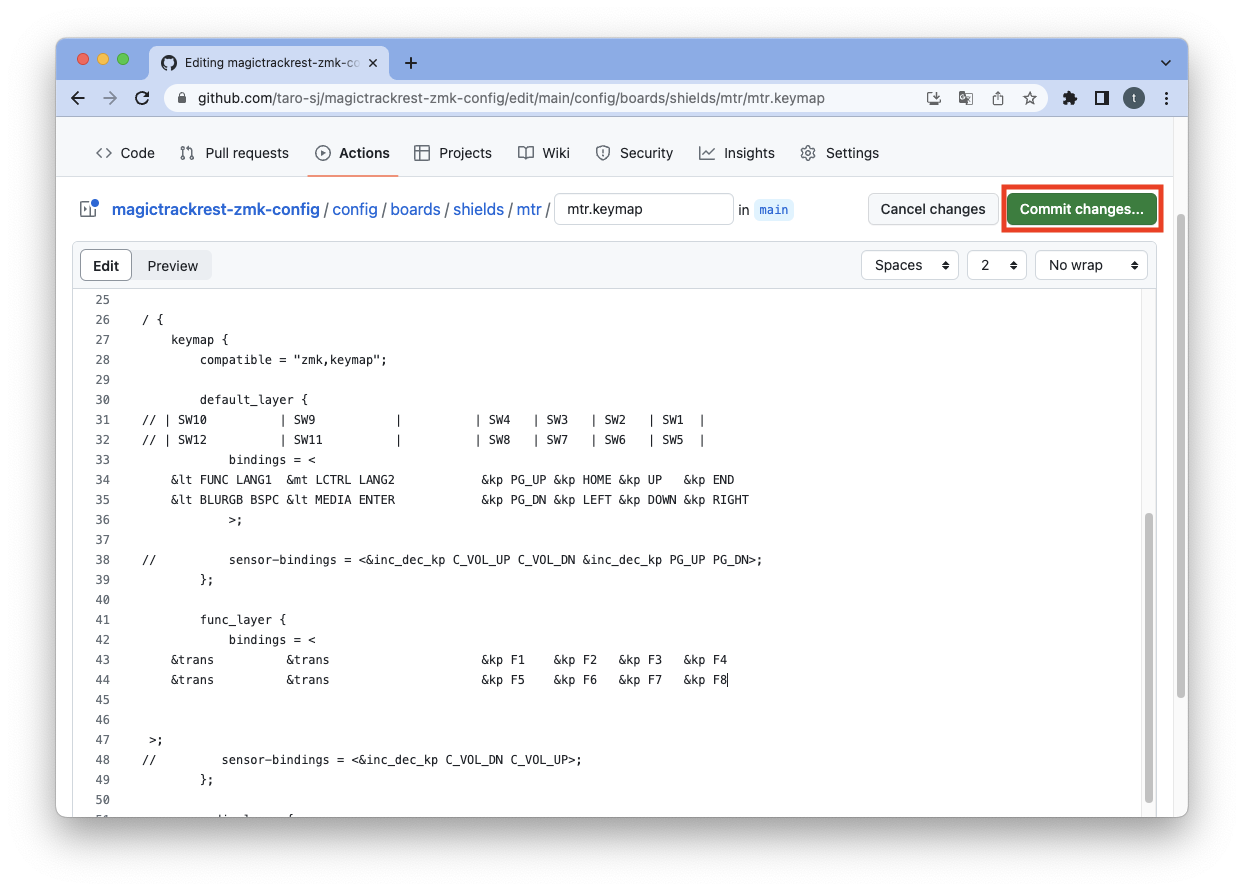 Editing magictrackrest-zmk-co
github.com/taro-sj/magictrackrest-zmk-config/edit/main/config/boards/shields/mtr/mtr.keymap
t
Code Pull requests Actions Projects Wiki Security Insights Settings
magictrackrest-zmk-config / config / boards / shields / mtr / mtr.keymap in main Cancel changes Commit changes...
Edit Preview Spaces 2 No wrap
25
26 / {
27 keymap {
28 compatible = "zmk,keymap";
29
30 default_layer {
31 // | SW10 | SW9 | | SW4 | SW3 | SW2 | SW1 |
32 // | SW12 | SW11 | | SW8 | SW7 | SW6 | SW5 |
33 bindings = <
34 &lt FUNC LANG1 &mt LCTRL LANG2 &kp PG_UP &kp HOME &kp UP &kp END
35 &lt BLURGB BSPC &lt MEDIA ENTER &kp PG_DN &kp LEFT &kp DOWN &kp RIGHT
36 >;
37
38 // sensor-bindings = <&inc_dec_kp C_VOL_UP C_VOL_DN &inc_dec_kp PG_UP PG_DN>;
39 };
40
41 func_layer {
42 bindings = <
43 &trans &trans &kp F1 &kp F2 &kp F3 &kp F4
44 &trans &trans &kp F5 &kp F6 &kp F7 &kp F8
45
46
47 >;
48 // sensor-bindings = <&inc_dec_kp C_VOL_DN C_VOL_UP>;
49 };
50